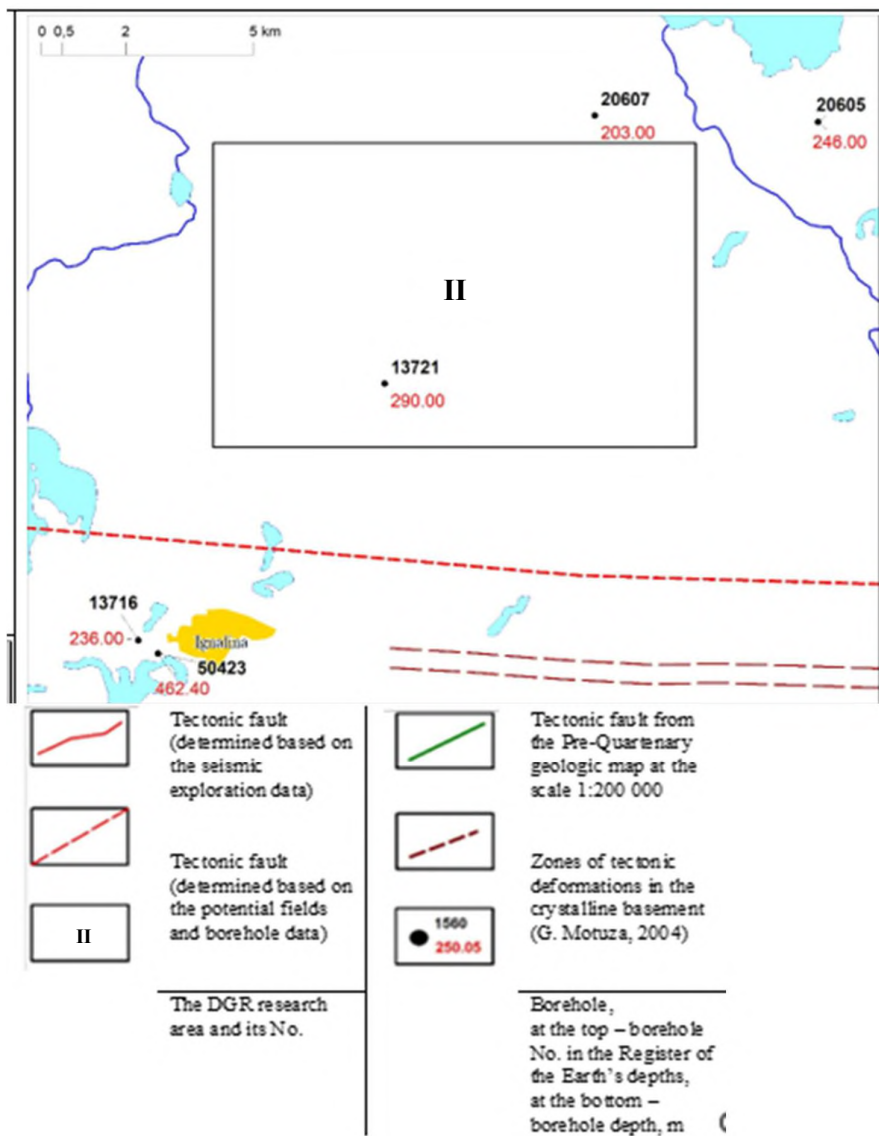 0 0,5 2 5 km
20607
203.00
20605
246.00
II
13721
290.00
13716
236.00
Ignalina
50423
462.40
Tectonic fault
(determined based on
the seismic
exploration data)
Tectonic fault
(determined based on
the potential fields
and borehole data)
II
The DGR research
area and its No.
Tectonic fault from
the Pre-Quartenary
geologic map at the
scale 1:200 000
Zones of tectonic
deformations in the
crystalline basement
(G. Motuza, 2004)
1560
250.05
Borehole,
at the top – borehole
No. in the Register of
the Earth's depths,
at the bottom –
borehole depth, m